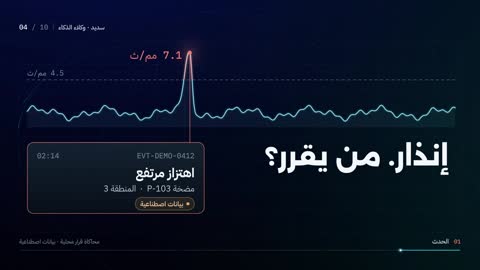 سديد · وكلاء الذكاء
04 / 10
7.1 مم/ث
4.5 مم/ث
إنذار. من يقرر؟
EVT-DEMO-0412
02:14
اهتزاز مرتفع
مضخة P-103 · المنطقة 3
بيانات اصطناعية
01 الحدث
محاكاة قرار محلية · بيانات اصطناعية